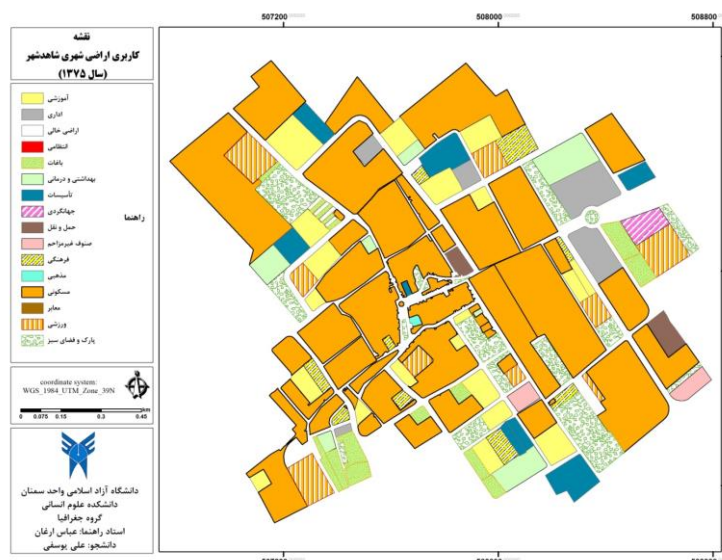 507200
508000
508800
نقشه
کاربری اراضی شهری شاهدشهر
(سال ۱۳۷۵)
آموزشی
اداری
اراضی خالی
انتظامی
باغات
بهداشتی و درمانی
تأسیسات
جهانگردی
حمل و نقل
صنوف غیرمزاحم
فرهنگی
مذهبی
مسکونی
معابر
ورزشی
پارک و فضای سبز
راهنما
coordinate system:
WGS_1984_UTM_Zone_39N
km
0 0.075 0.15 0.3 0.45
دانشگاه آزاد اسلامی واحد سمنان
دانشکده علوم انسانی
گروه جغرافیا
استاد راهنما: عباس ارغان
دانشجو: علی یوسفی
507200
508000
508800